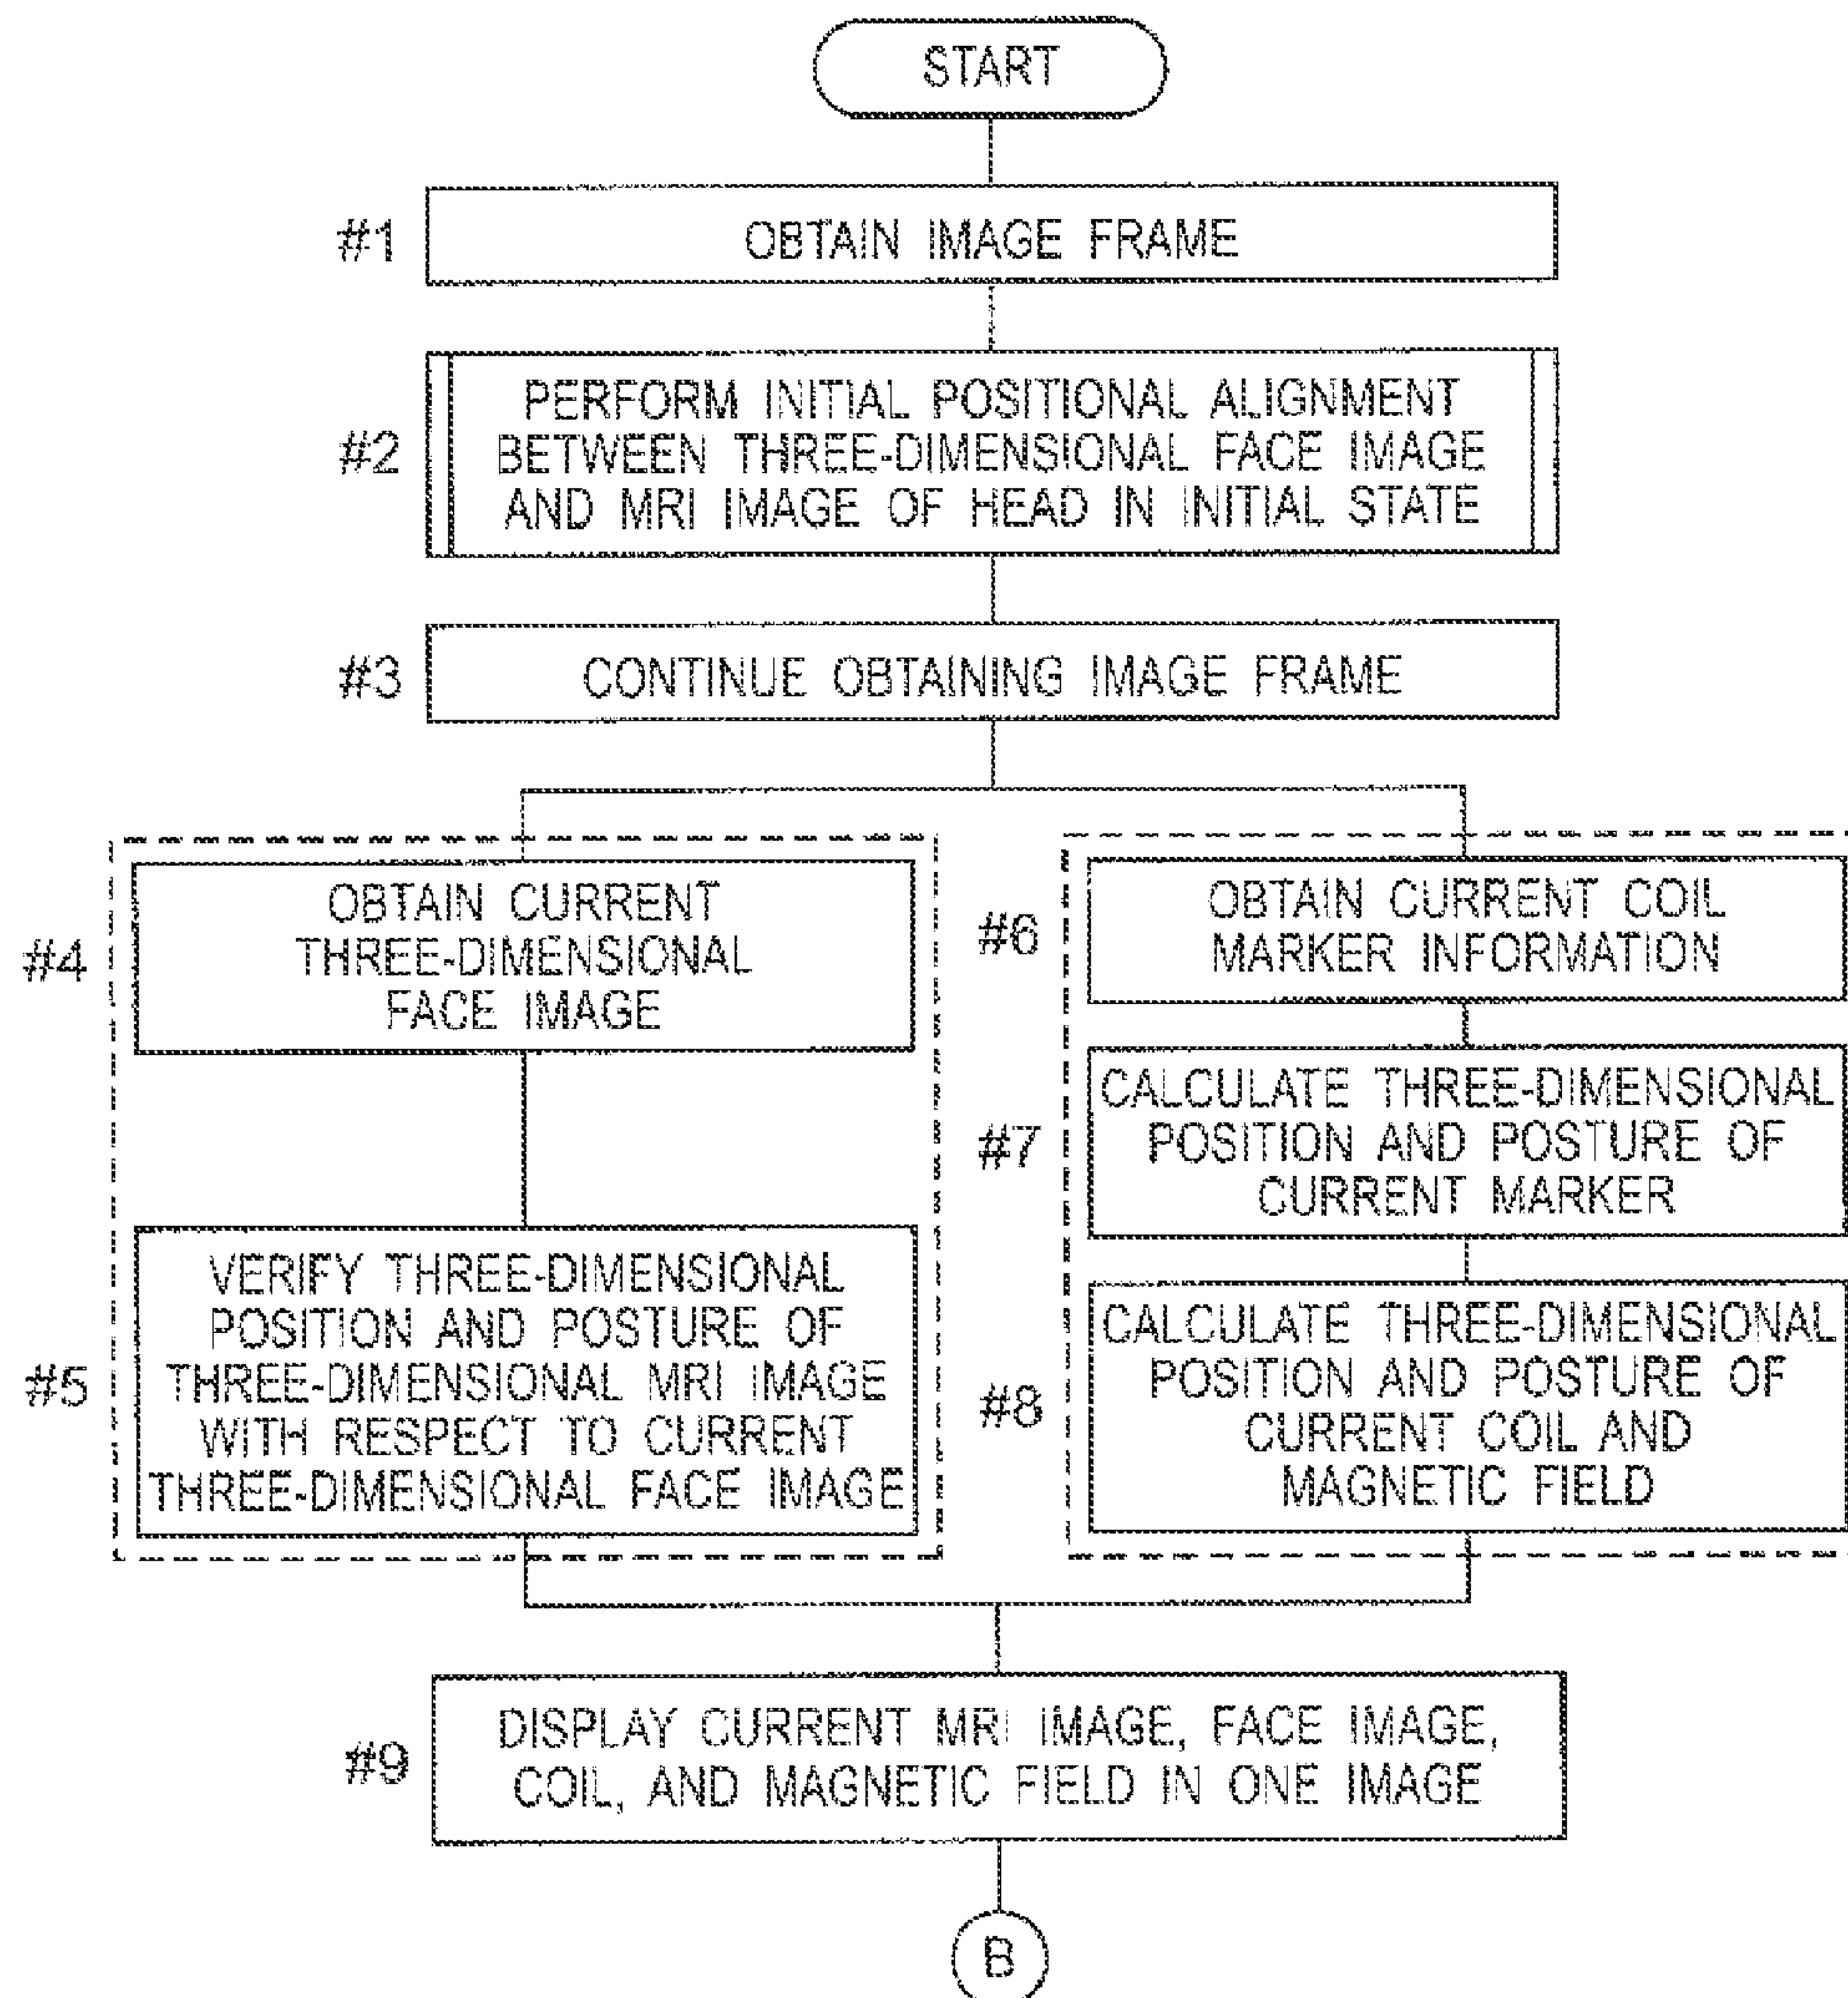 START
#1
OBTAIN IMAGE FRAME
#2
PERFORM INITIAL POSITIONAL ALIGNMENT
BETWEEN THREE-DIMENSIONAL FACE IMAGE
AND MRI IMAGE OF HEAD IN INITIAL STATE
#3
CONTINUE OBTAINING IMAGE FRAME
#4
OBTAIN CURRENT
THREE-DIMENSIONAL
FACE IMAGE
#5
VERIFY THREE-DIMENSIONAL
POSITION AND POSTURE OF
THREE-DIMENSIONAL MRI IMAGE
WITH RESPECT TO CURRENT
THREE-DIMENSIONAL FACE IMAGE
#6
OBTAIN CURRENT COIL
MARKER INFORMATION
#7
CALCULATE THREE-DIMENSIONAL
POSITION AND POSTURE OF
CURRENT MARKER
#8
CALCULATE THREE-DIMENSIONAL
POSITION AND POSTURE OF
CURRENT COIL AND
MAGNETIC FIELD
#9
DISPLAY CURRENT MRI IMAGE, FACE IMAGE,
COIL, AND MAGNETIC FIELD IN ONE IMAGE
B